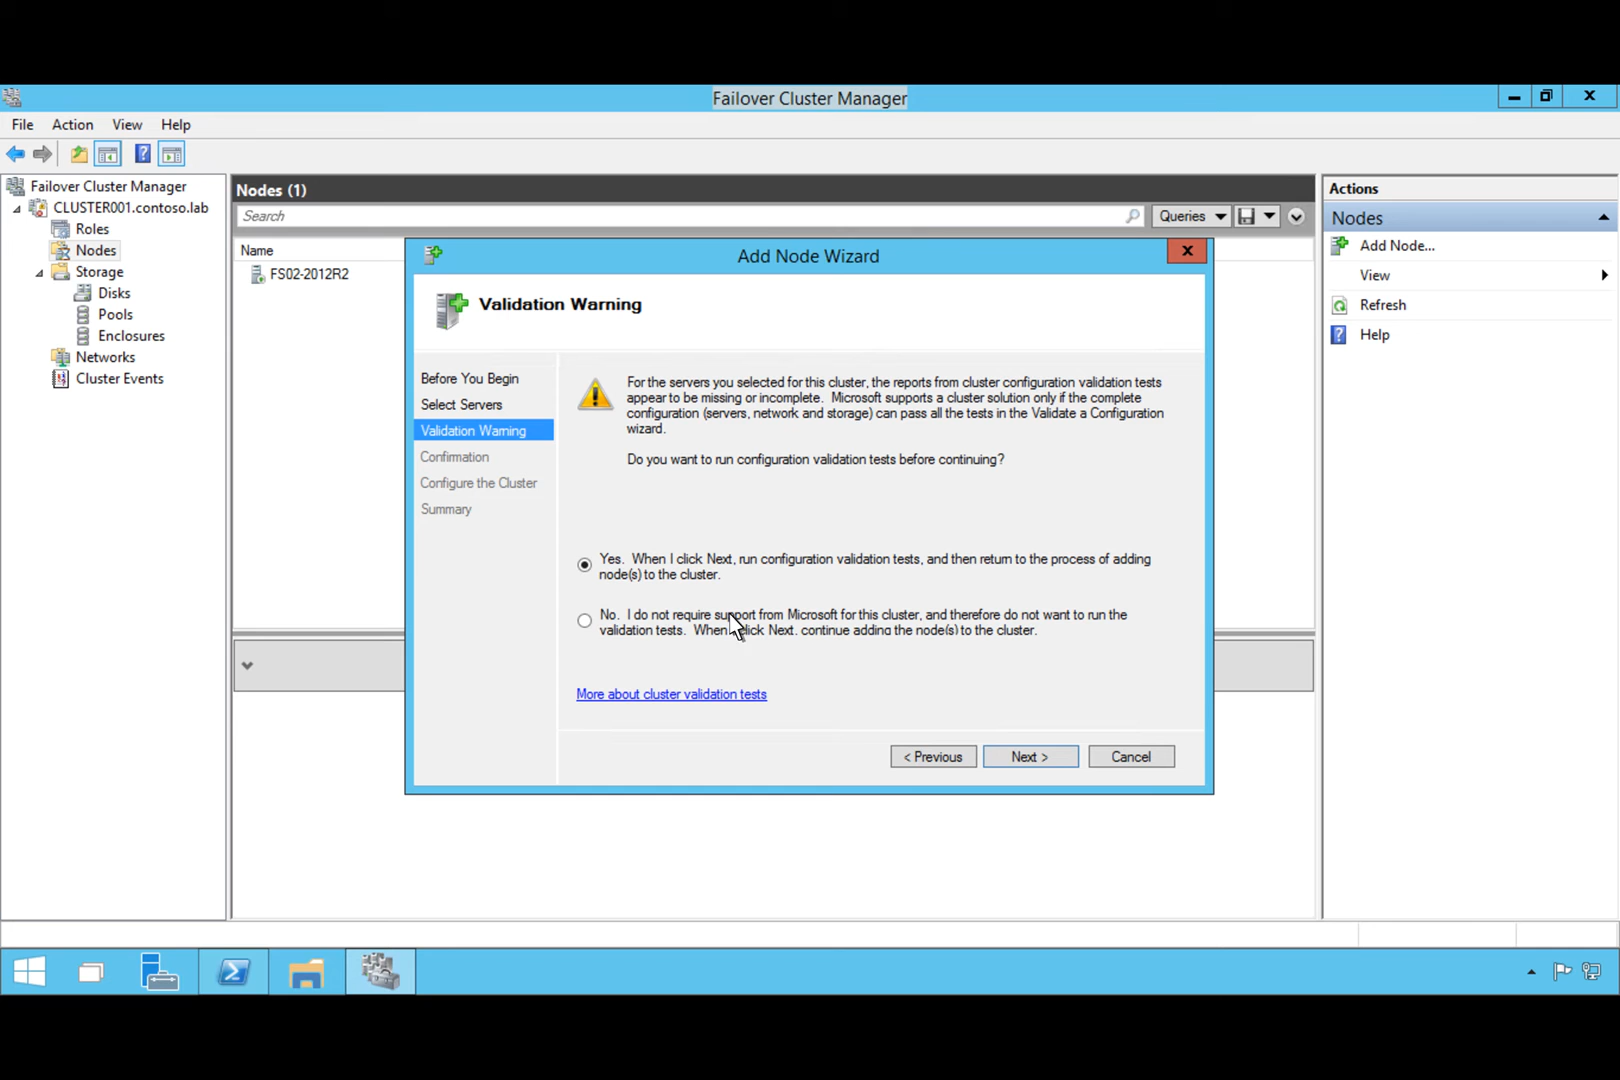 Failover Cluster Manager
File Action View Help
Failover Cluster Manager
CLUSTER001.contoso.lab
Roles
Nodes
Storage
Disks
Pools
Enclosures
Networks
Cluster Events
Nodes (1)
Search
Queries
Name
FS02-2012R2
Add Node Wizard
Validation Warning
Before You Begin
Select Servers
Validation Warning
Confirmation
Configure the Cluster
Summary
For the servers you selected for this cluster, the reports from cluster configuration validation tests
appear to be missing or incomplete. Microsoft supports a cluster solution only if the complete
configuration (servers, network and storage) can pass all the tests in the Validate a Configuration
wizard.
Do you want to run configuration validation tests before continuing?
Yes. When I click Next, run configuration validation tests, and then return to the process of adding
node(s) to the cluster.
No. I do not require support from Microsoft for this cluster, and therefore do not want to run the
validation tests. When I click Next, continue adding the node(s) to the cluster.
More about cluster validation tests
< Previous
Next >
Cancel
Actions
Nodes
Add Node...
View
Refresh
Help